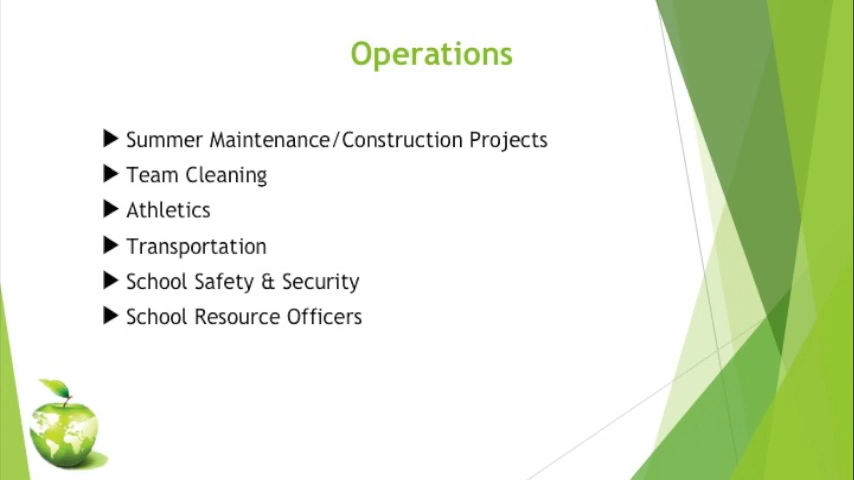 Operations
Summer Maintenance/Construction Projects
Team Cleaning
Athletics
Transportation
School Safety & Security
School Resource Officers